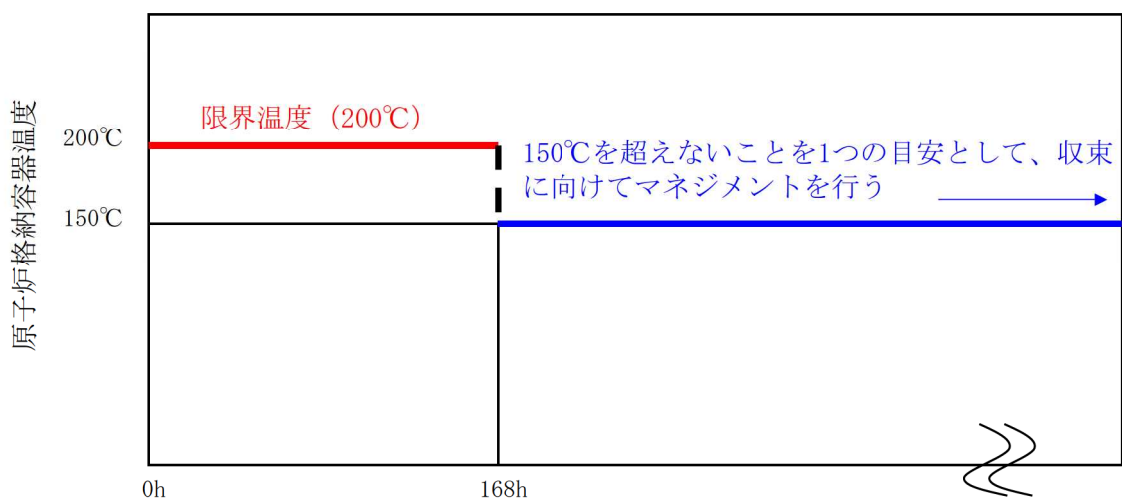 原子炉格納容器温度
限界温度（200℃）
200℃
150℃を超えないことを1つの目安として、収束
に向けてマネジメントを行う
150℃
0h
168h